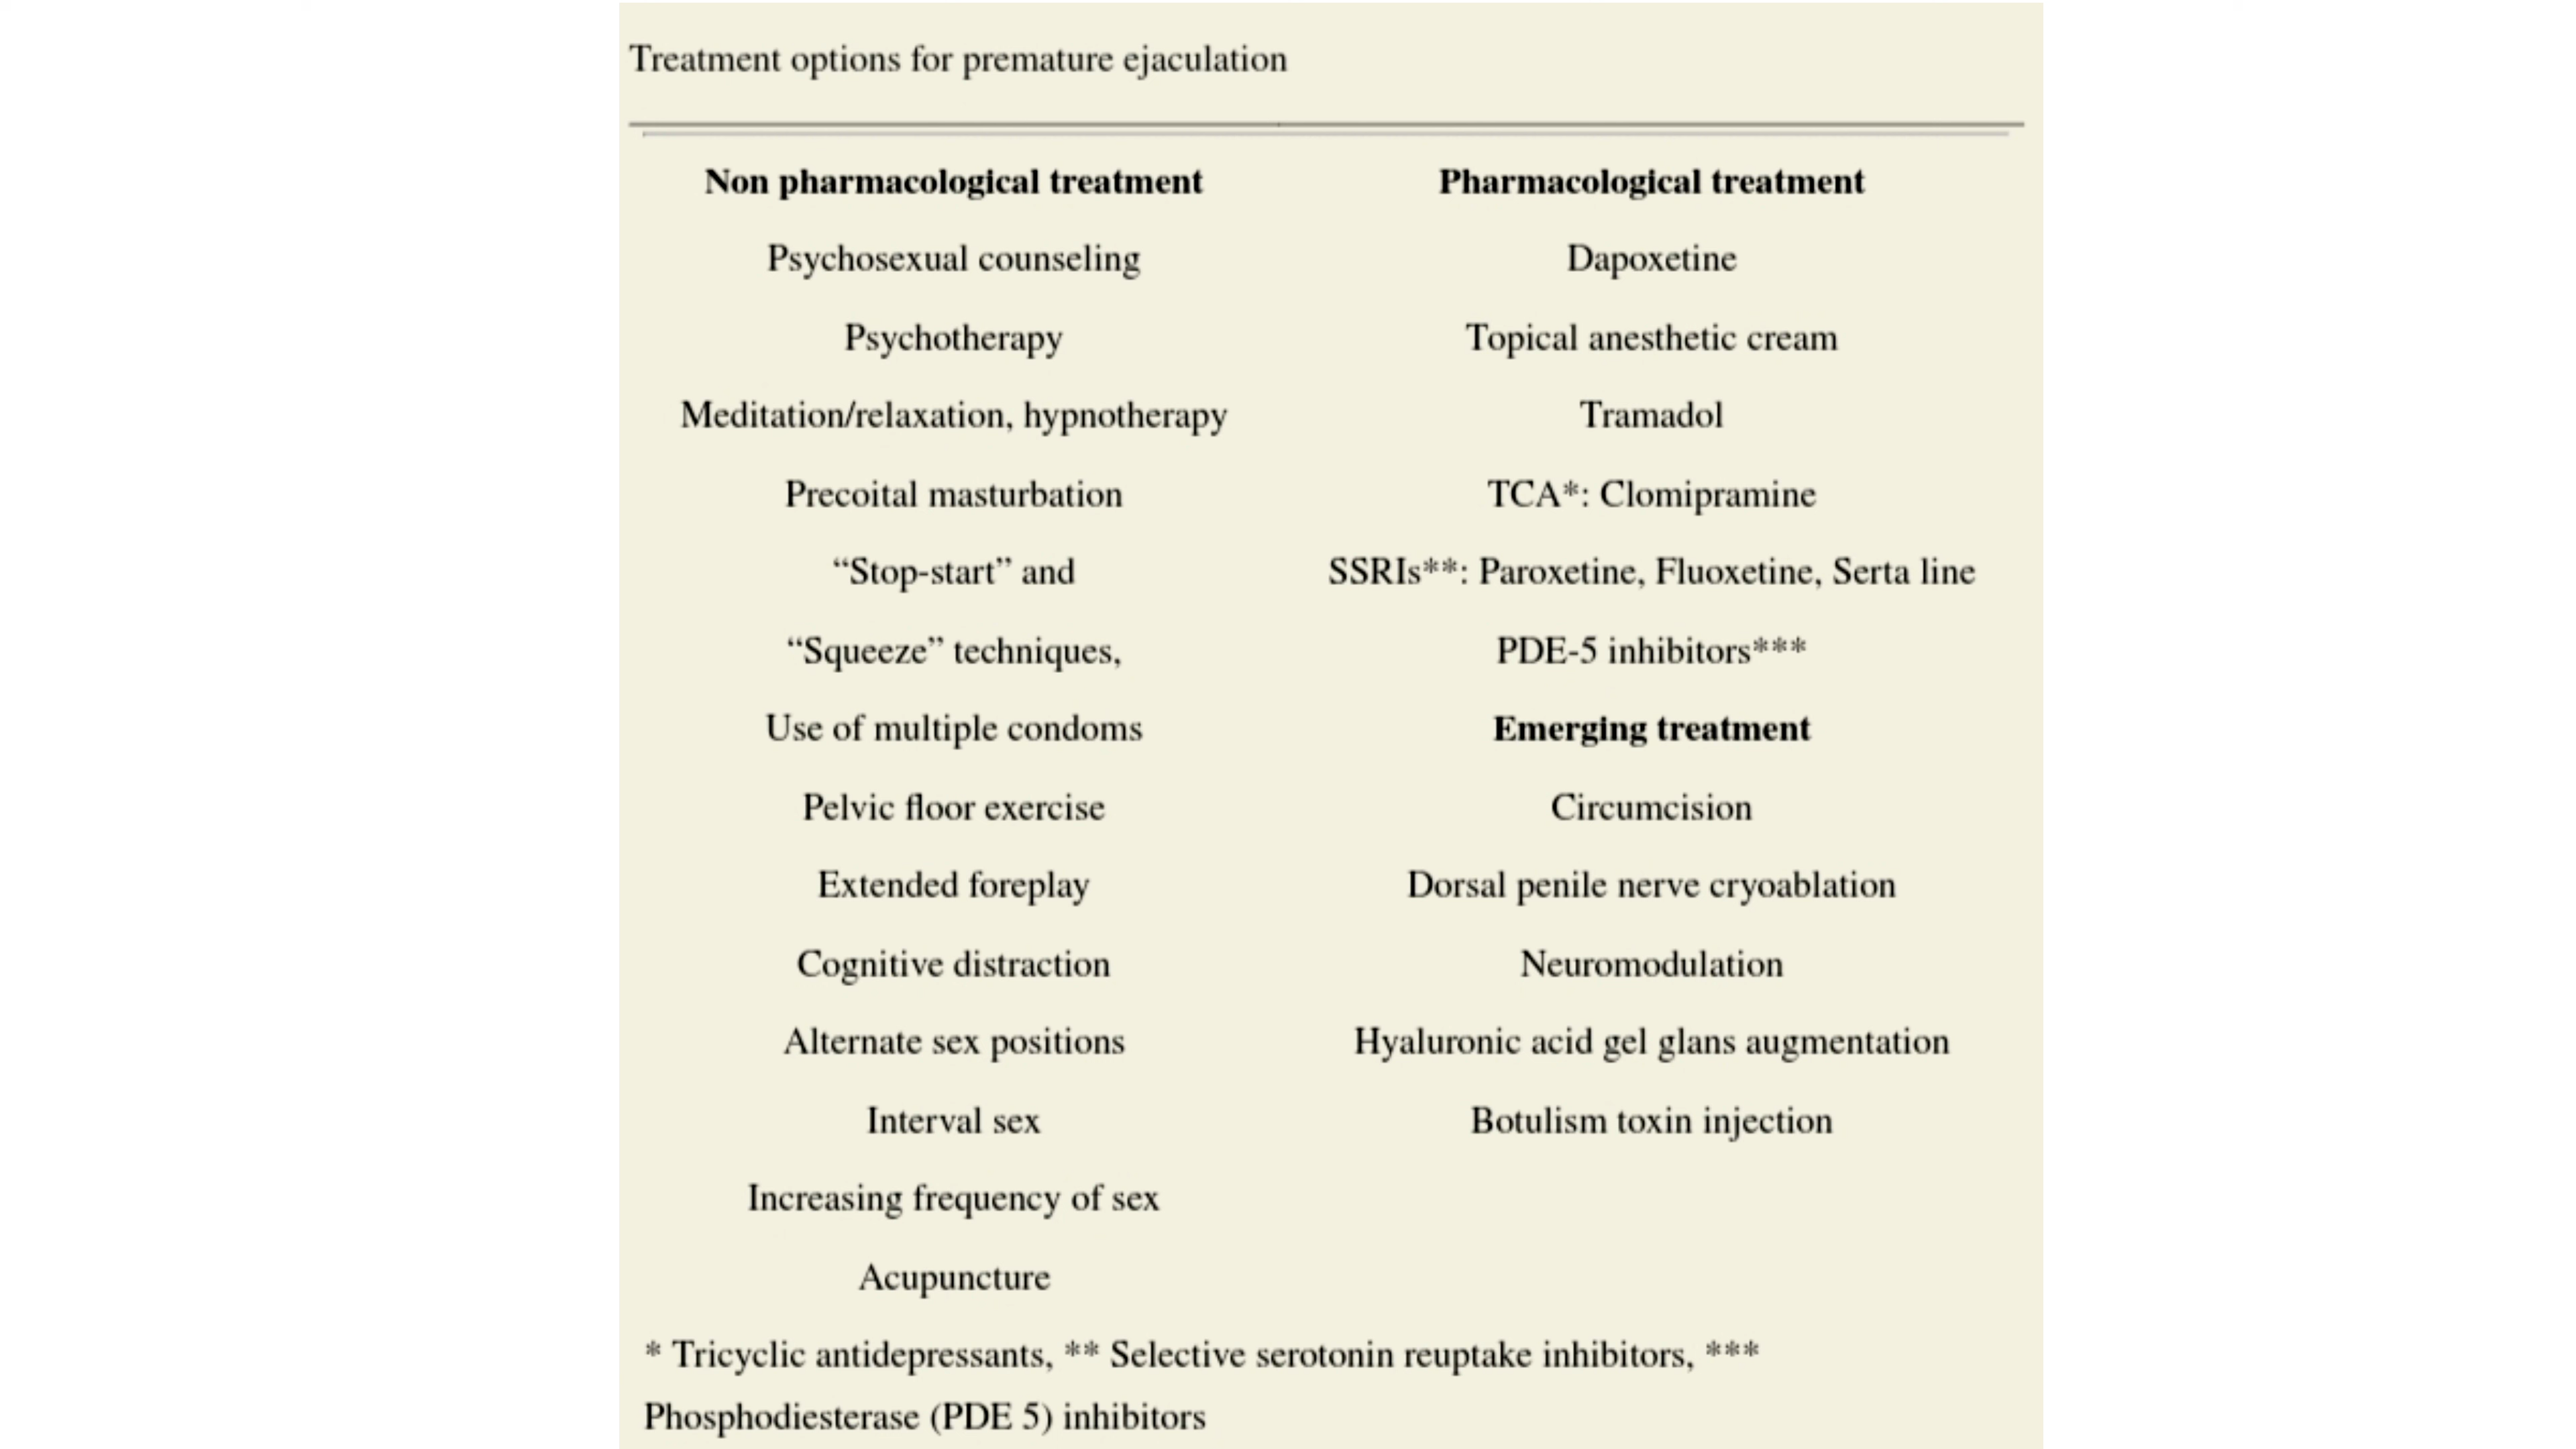 Treatment options for premature ejaculation
Non pharmacological treatment
Psychosexual counseling
Psychotherapy
Meditation/relaxation, hypnotherapy
Precoital masturbation
“Stop-start” and
“Squeeze” techniques,
Use of multiple condoms
Pelvic floor exercise
Extended foreplay
Cognitive distraction
Alternate sex positions
Interval sex
Increasing frequency of sex
Acupuncture
Pharmacological treatment
Dapoxetine
Topical anesthetic cream
Tramadol
TCA*: Clomipramine
SSRIs**: Paroxetine, Fluoxetine, Serta line
PDE-5 inhibitors***
Emerging treatment
Circumcision
Dorsal penile nerve cryoablation
Neuromodulation
Hyaluronic acid gel glans augmentation
Botulism toxin injection
* Tricyclic antidepressants, ** Selective serotonin reuptake inhibitors, ***
Phosphodiesterase (PDE 5) inhibitors